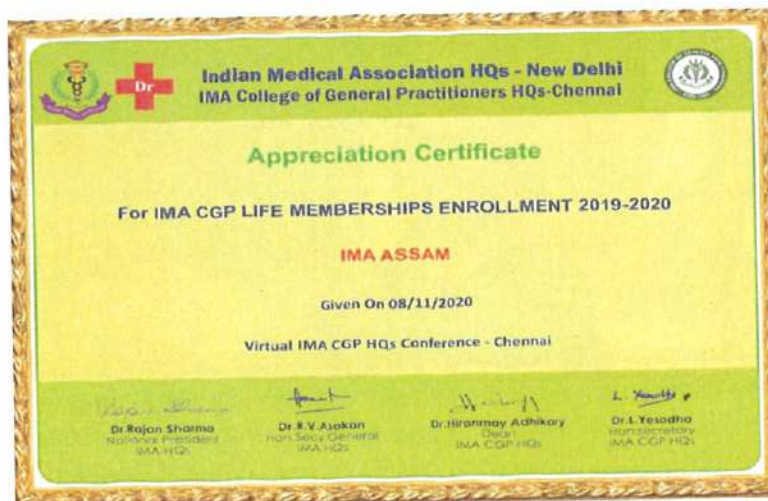 Dr
Indian Medical Association HQs - New Delhi
IMA College of General Practitioners HQs-Chennai
Appreciation Certificate
For IMA CGP LIFE MEMBERSHIPS ENROLLMENT 2019-2020
IMA ASSAM
Given On 08/11/2020
Virtual IMA CGP HQs Conference - Chennai
Dr.Rajan Sharma
National President
IMA HQs
Dr.R.V.Asokan
Hon.Secy General
IMA HQs
Dr.Hiranmay Adhikary
Dean
IMA CGP HQs
L. Yesodha
Dr.L.Yesodha
Hon.secretary
IMA CGP HQs